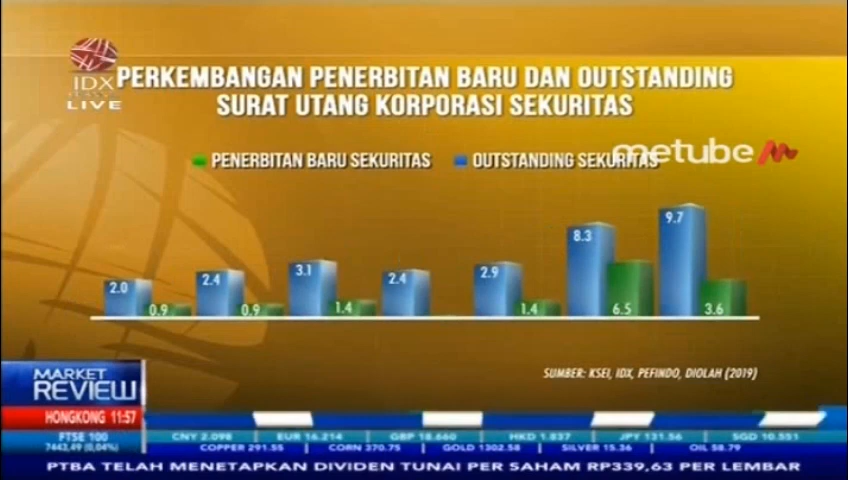 IDX
LIVE
PERKEMBANGAN PENERBITAN BARU DAN OUTSTANDING
SURAT UTANG KORPORASI SEKURITAS
metube
PENERBITAN BARU SEKURITAS OUTSTANDING SEKURITAS
2.0 0.9 2.4 0.9 3.1 1.4 2.4 2.9 1.4 8.3 6.5 9.7 3.6
SUMBER: KSEI, IDX, PEFINDO, DIOLAH (2019)
MARKET
REVIEW
HONGKONG 11:57
FTSE 100 CNY 2.098 EUR 16.214 GBP 18.660 HKD 1.837 JPY 131.56 SGD 10.551
7443,49 (0,04%) COPPER 291.55 CORN 370.75 GOLD 1302.58 SILVER 15.36 OIL 58.79
PTBA TELAH MENETAPKAN DIVIDEN TUNAI PER SAHAM RP339,63 PER LEMBAR